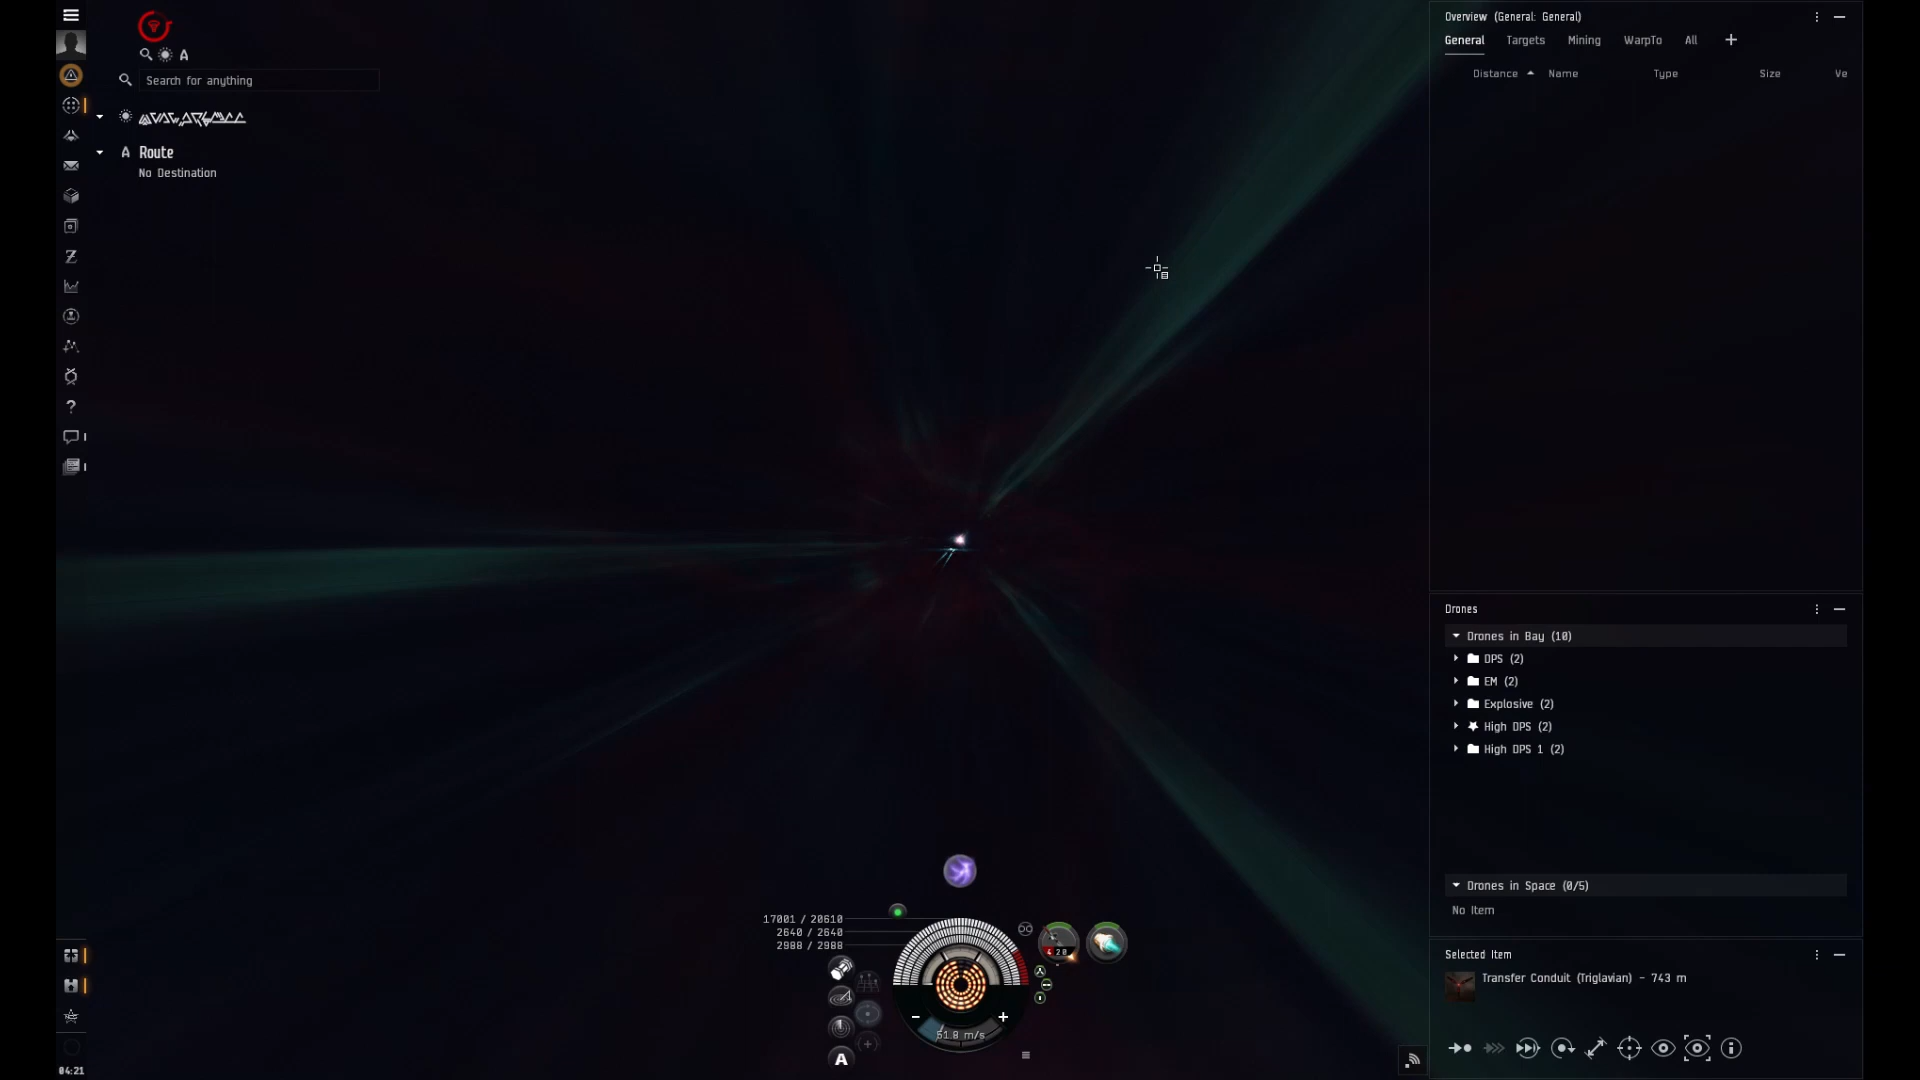 Search for anything
Route
No Destination
04:21
Overview (General: General)
General Targets Mining WarpTo All
Distance Name Type Size Ve
Drones
Drones in Bay (10)
DPS (2)
EM (2)
Explosive (2)
High DPS (2)
High DPS 1 (2)
Drones in Space (0/5)
No Item
Selected Item
Transfer Conduit (Triglavian) - 743 m
17001 / 20610
2640 / 2640
2988 / 2988
51.8 m/s
A